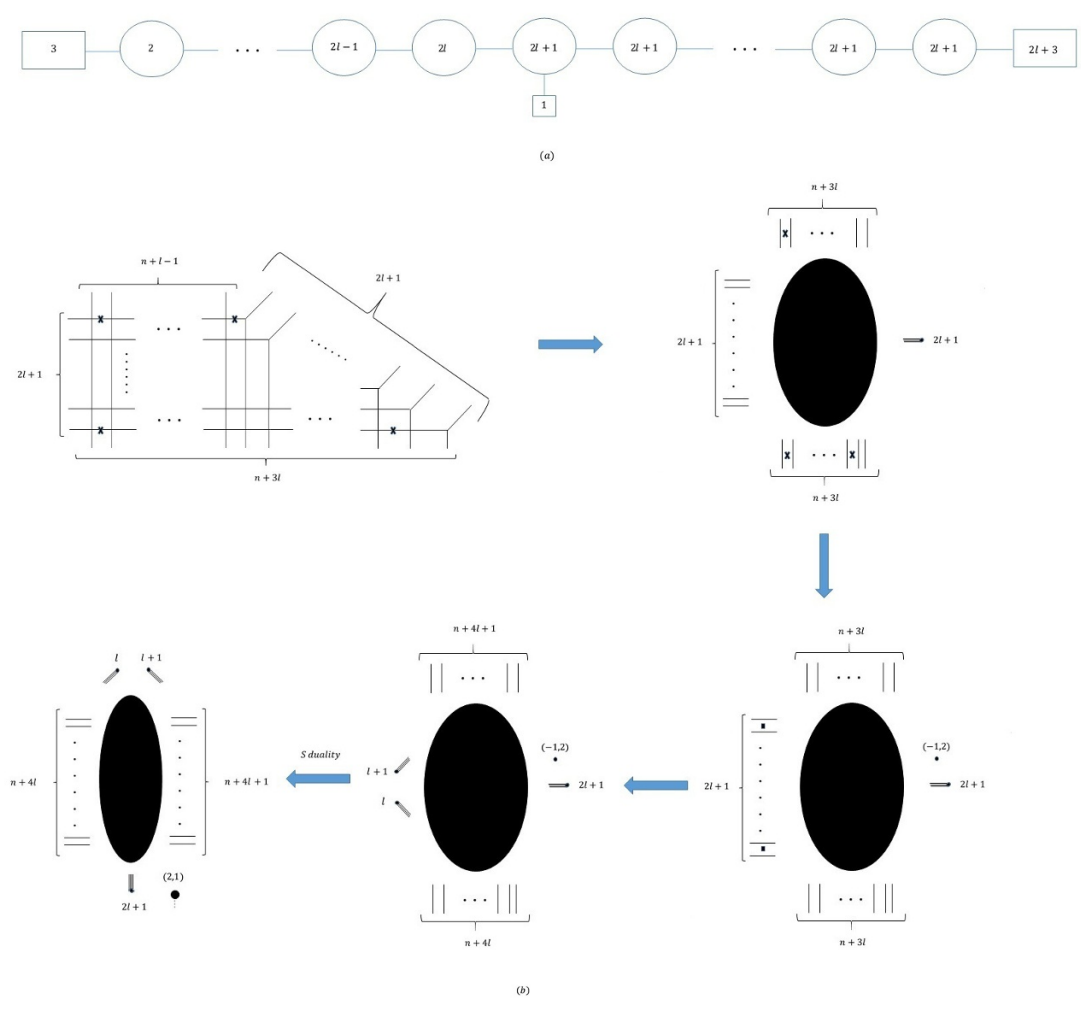 3 2 ... 2l − 1 2l 2l + 1 2l + 1 ... 2l + 1 2l + 1 2l + 3
1
(a)
n + 3l
x ...
n + l − 1
2l + 1
x ... x
2l + 1
2l + 1
2l + 1
x ... ... x
n + 3l
x ... x
n + 3l
n + 4l + 1
n + 3l
...
...
l l + 1
(−1,2)
(−1,2)
S duality
l + 1
2l + 1
n + 4l
n + 4l + 1
l
2l + 1
2l + 1
(2,1)
2l + 1
...
...
n + 4l
n + 3l
(b)